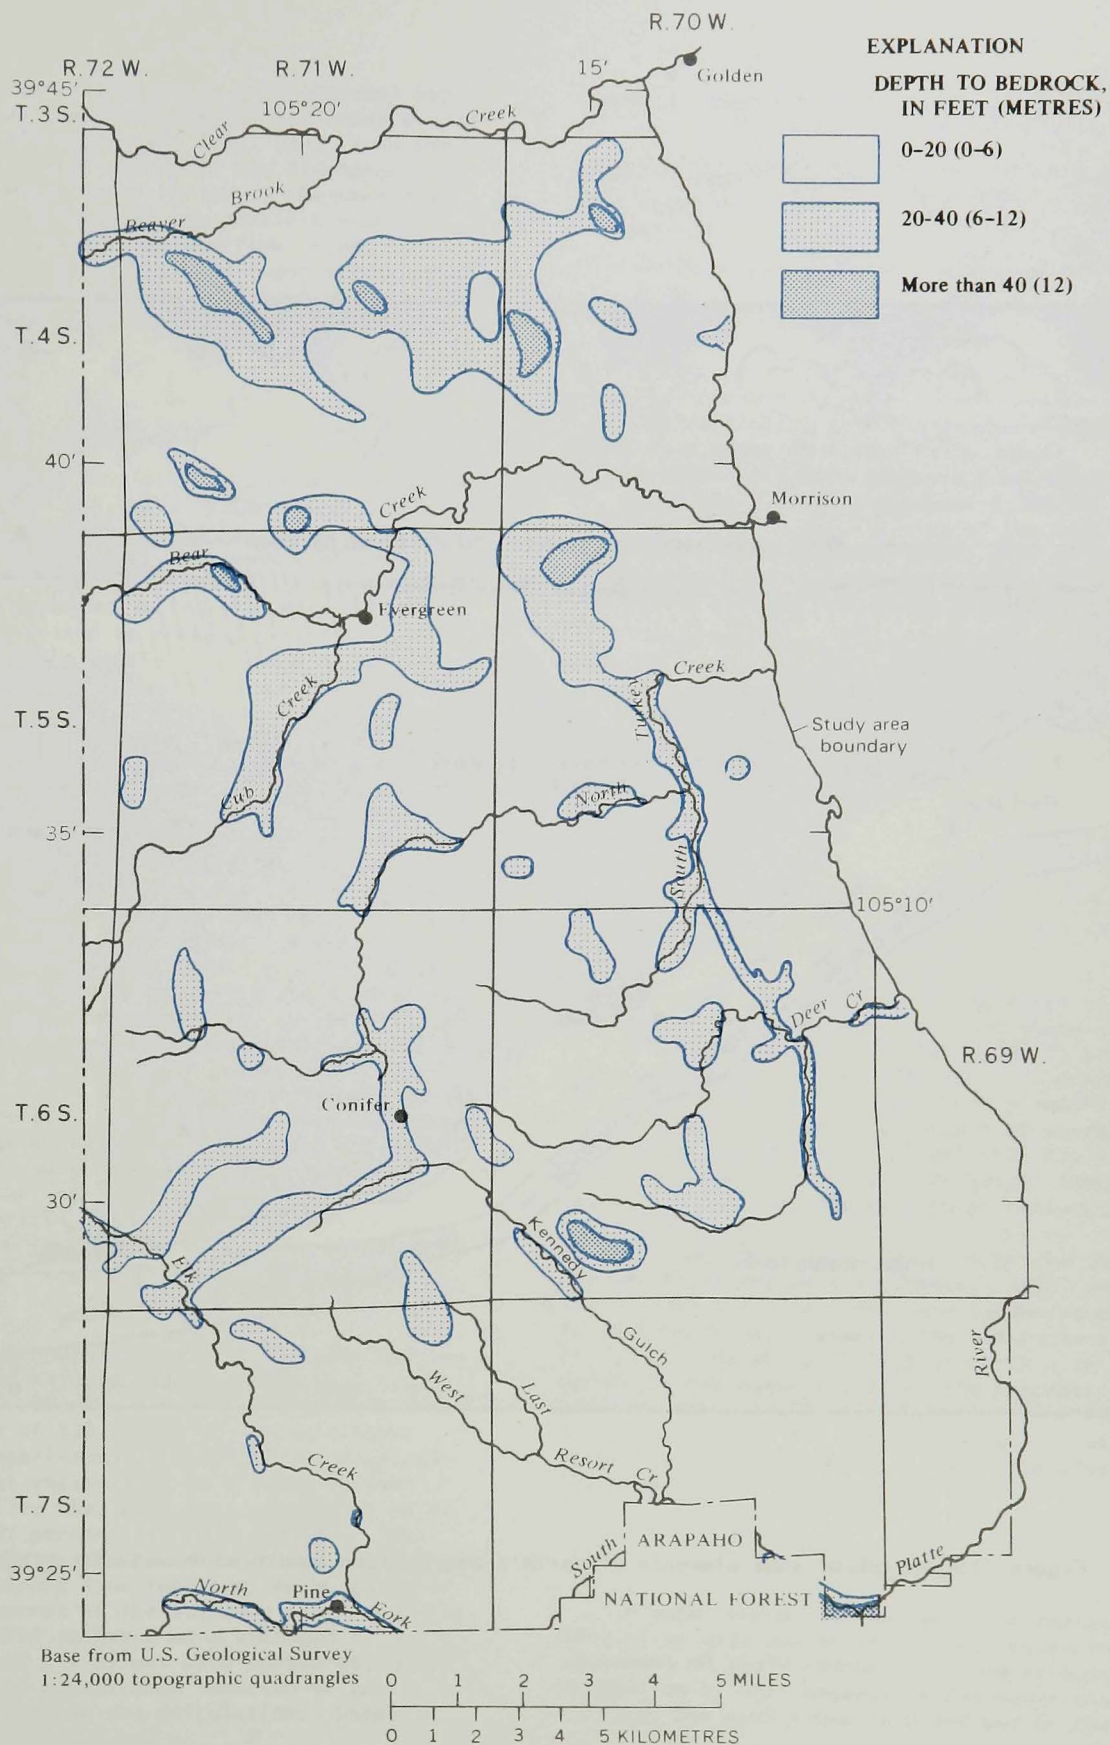 R.70 W.
EXPLANATION
R.72 W.
R.71 W.
15′
Golden
DEPTH TO BEDROCK,
IN FEET (METRES)
39°45′
T.3 S.
105°20′
Clear
Creek
0-20 (0-6)
Brook
Beaver
20-40 (6-12)
More than 40 (12)
T.4 S.
40′
Creek
Morrison
Bear
Evergreen
Creek
Creek
Turkey
T.5 S.
Study area
boundary
Cub
North
35′
South
105°10′
Deer Cr
R.69 W.
Conifer
T.6 S.
30′
Kennedy
Elk
Gulch
River
West
Last
Resort Cr
Creek
T.7 S.
ARAPAHO
South
Platte
39°25′
North
Pine
Fork
NATIONAL FOREST
Base from U.S. Geological Survey
1:24,000 topographic quadrangles
0 1 2 3 4 5 MILES
0 1 2 3 4 5 KILOMETRES